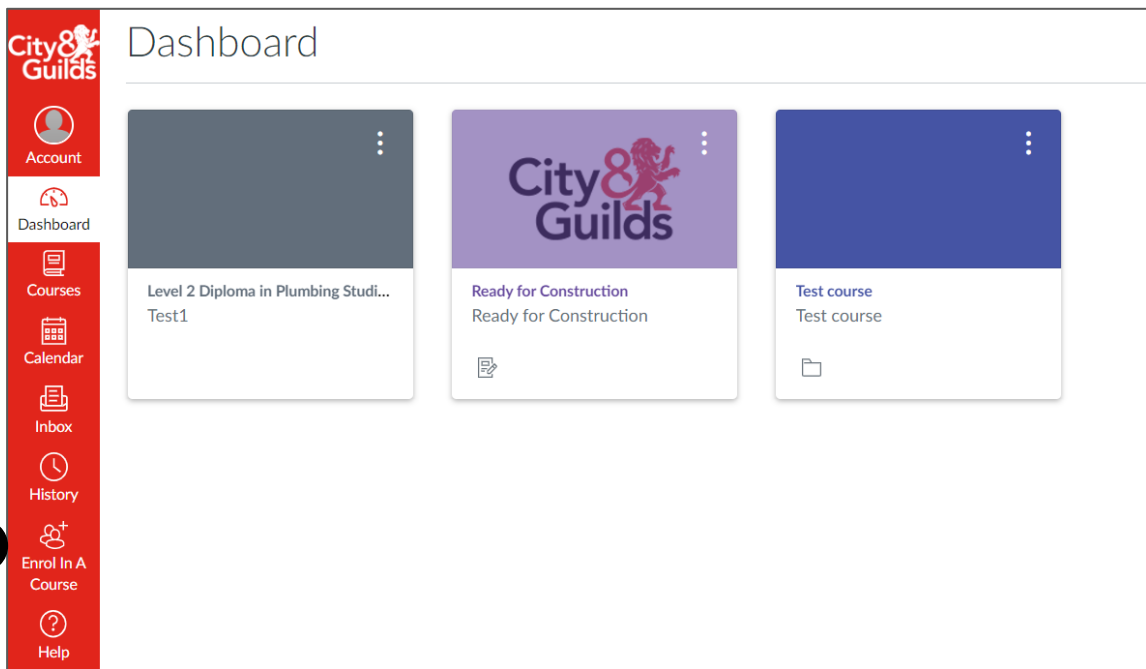 City&
Guilds
Dashboard
Account
Dashboard
Courses
Calendar
Inbox
History
Enrol In A
Course
Help
Level 2 Diploma in Plumbing Studi...
Test1
City&
Guilds
Ready for Construction
Ready for Construction
Test course
Test course